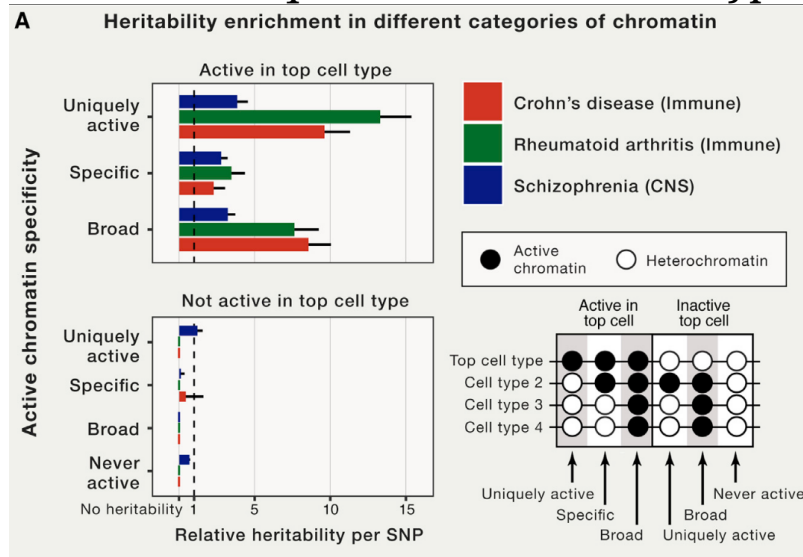 A
Heritability enrichment in different categories of chromatin
Active in top cell type
Uniquely
active
Specific
Broad
Active chromatin specificity
Not active in top cell type
Uniquely
active
Specific
Broad
Never
active
No heritability 1 5 10 15
Relative heritability per SNP
Crohn's disease (Immune)
Rheumatoid arthritis (Immune)
Schizophrenia (CNS)
Active
chromatin
Heterochromatin
Active in
top cell
Inactive
top cell
Top cell type
Cell type 2
Cell type 3
Cell type 4
Uniquely active
Specific
Broad
Uniquely active
Broad
Never active